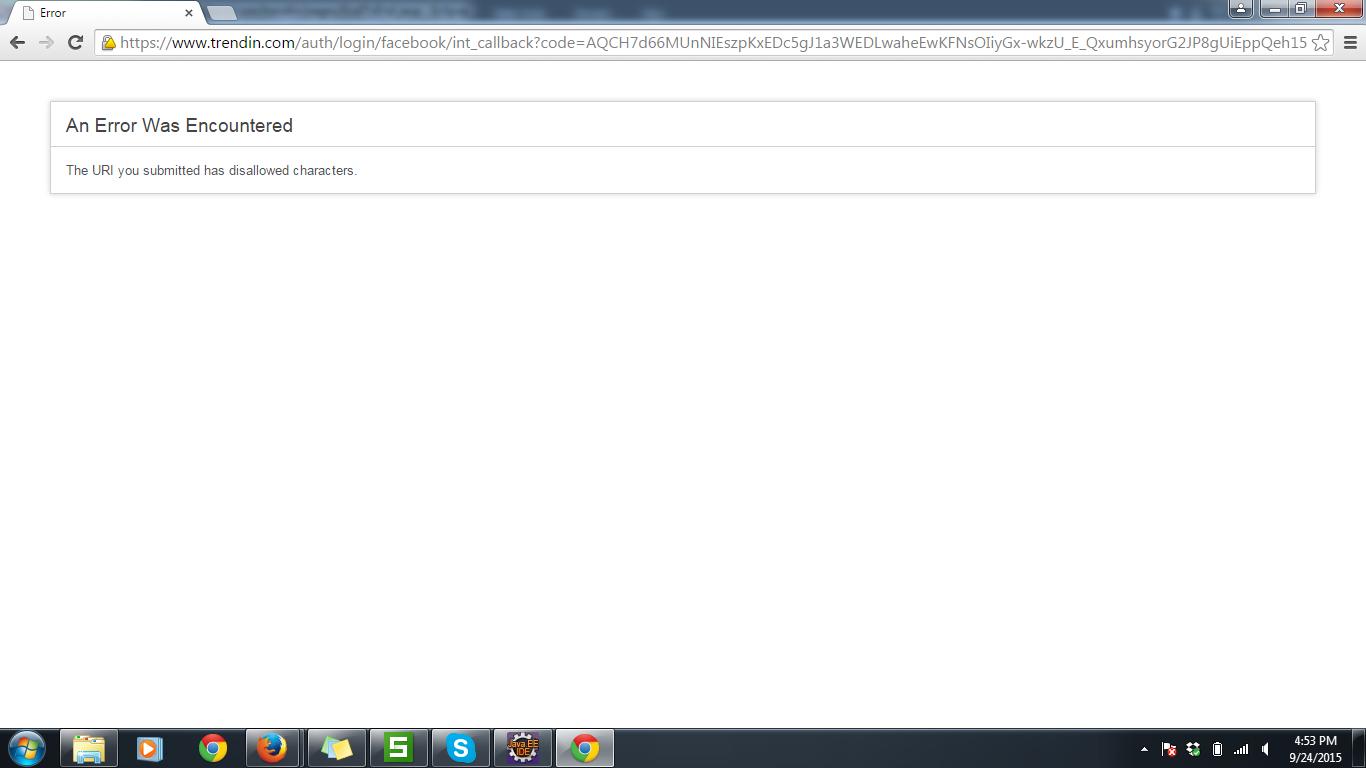 Error
https://www.trendin.com/auth/login/facebook/int_callback?code=AQCH7d66MUnNIEszpKxEDc5gJ1a3WEDLwaheEwKFNsOIiyGx-wkzU_E_QxumhsyorG2JP8gUiEppQeh15
An Error Was Encountered
The URI you submitted has disallowed characters.
Java EE
IDE
4:53 PM
9/24/2015